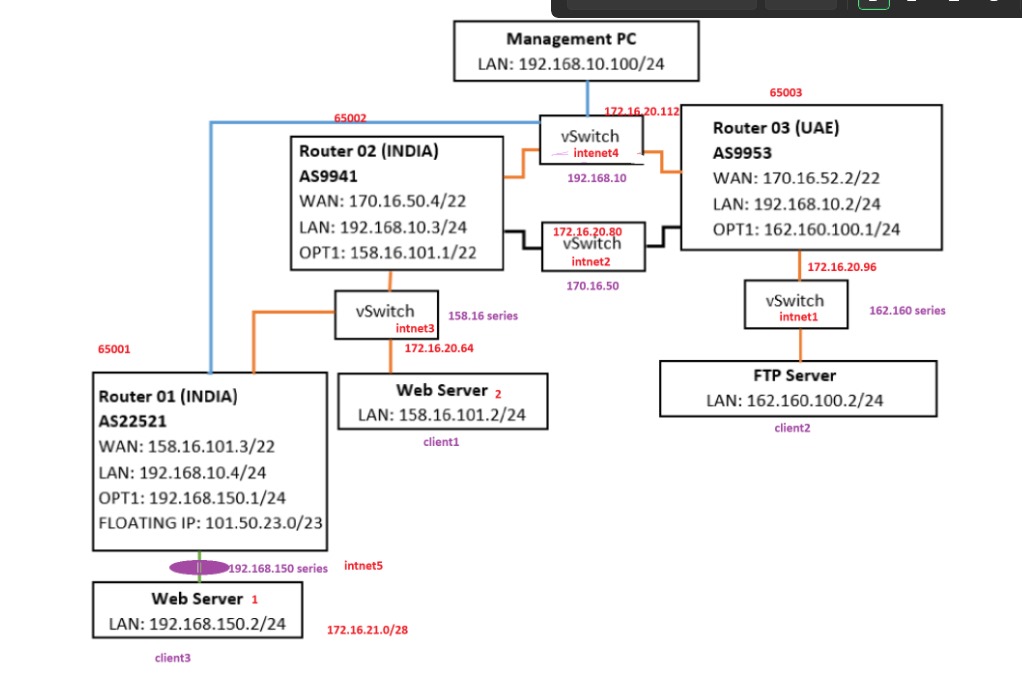 Management PC
LAN: 192.168.10.100/24
65003
172.16.20.112
65002
vSwitch
intenet4
192.168.10
Router 02 (INDIA)
AS9941
WAN: 170.16.50.4/22
LAN: 192.168.10.3/24
OPT1: 158.16.101.1/22
Router 03 (UAE)
AS9953
WAN: 170.16.52.2/22
LAN: 192.168.10.2/24
OPT1: 162.160.100.1/24
172.16.20.80
vSwitch
intnet2
170.16.50
172.16.20.96
vSwitch
intnet1
162.160 series
vSwitch
intnet3
158.16 series
172.16.20.64
65001
Router 01 (INDIA)
AS22521
WAN: 158.16.101.3/22
LAN: 192.168.10.4/24
OPT1: 192.168.150.1/24
FLOATING IP: 101.50.23.0/23
Web Server 2
LAN: 158.16.101.2/24
client1
FTP Server
LAN: 162.160.100.2/24
client2
192.168.150 series
intnet5
Web Server 1
LAN: 192.168.150.2/24
172.16.21.0/28
client3